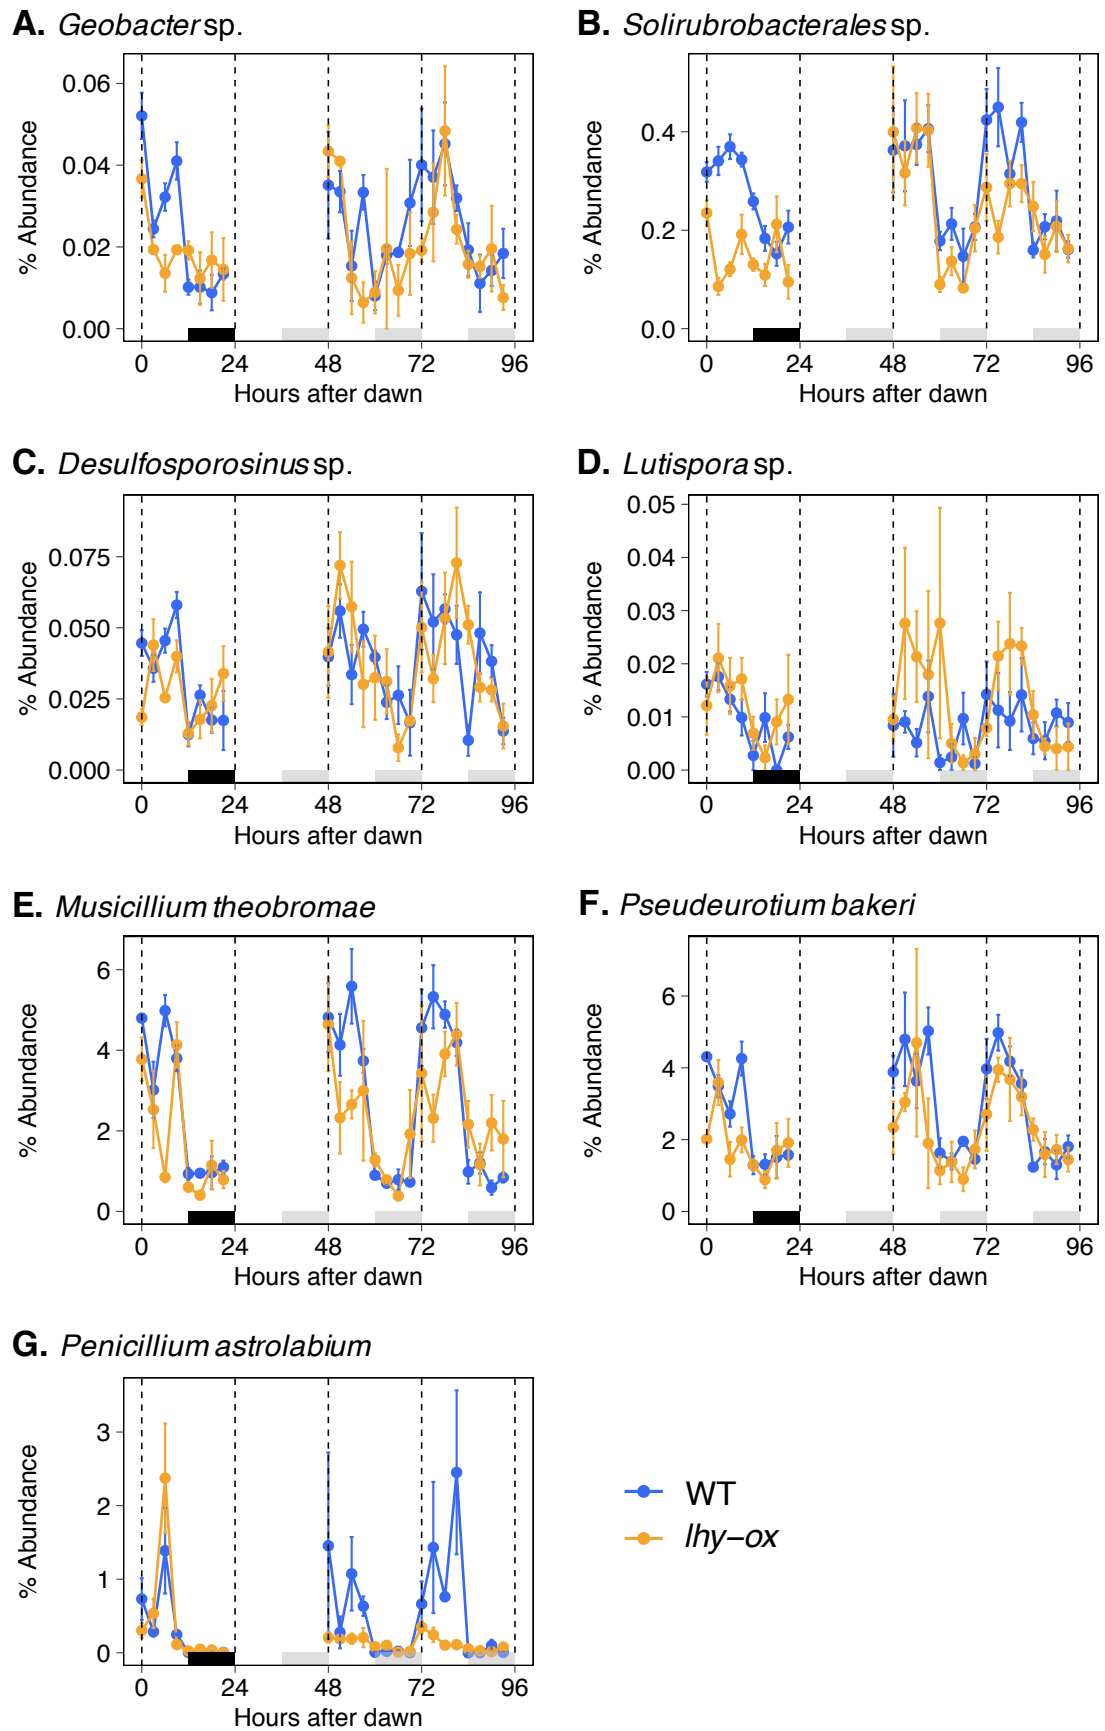 A. Geobacter sp.
% Abundance
0.06
0.04
0.02
0.00
0 24 48 72 96
Hours after dawn
B. Solirubrobacterales sp.
% Abundance
0.4
0.2
0.0
0 24 48 72 96
Hours after dawn
C. Desulfosporosinus sp.
% Abundance
0.075
0.050
0.025
0.000
0 24 48 72 96
Hours after dawn
D. Lutispora sp.
% Abundance
0.05
0.04
0.03
0.02
0.01
0.00
0 24 48 72 96
Hours after dawn
E. Musicillium theobromae
% Abundance
6
4
2
0
0 24 48 72 96
Hours after dawn
F. Pseudeurotium bakeri
% Abundance
6
4
2
0
0 24 48 72 96
Hours after dawn
G. Penicillium astrolabium
% Abundance
3
2
1
0
0 24 48 72 96
Hours after dawn
WT
lhy−ox